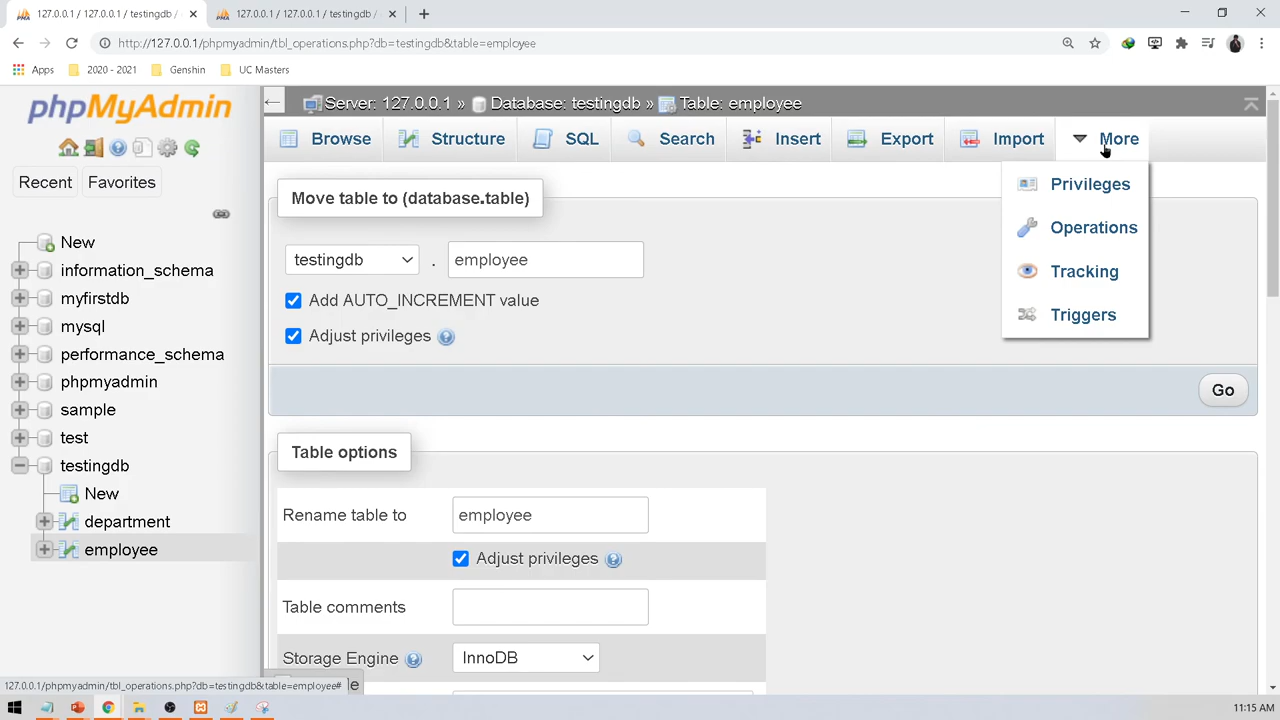 127.0.0.1 / 127.0.0.1 / testingdb /
127.0.0.1 / 127.0.0.1 / testingdb /
http://127.0.0.1/phpmyadmin/tbl_operations.php?db=testingdb&table=employee
Apps
2020 - 2021
Genshin
UC Masters
phpMyAdmin
Recent
Favorites
New
information_schema
myfirstdb
mysql
performance_schema
phpmyadmin
sample
test
testingdb
New
department
employee
Server: 127.0.0.1 » Database: testingdb » Table: employee
Browse
Structure
SQL
Search
Insert
Export
Import
More
Privileges
Operations
Tracking
Triggers
Move table to (database.table)
testingdb . employee
Add AUTO_INCREMENT value
Adjust privileges
Go
Table options
Rename table to employee
Adjust privileges
Table comments
Storage Engine InnoDB
127.0.0.1/phpmyadmin/tbl_operations.php?db=testingdb&table=employee#
11:15 AM